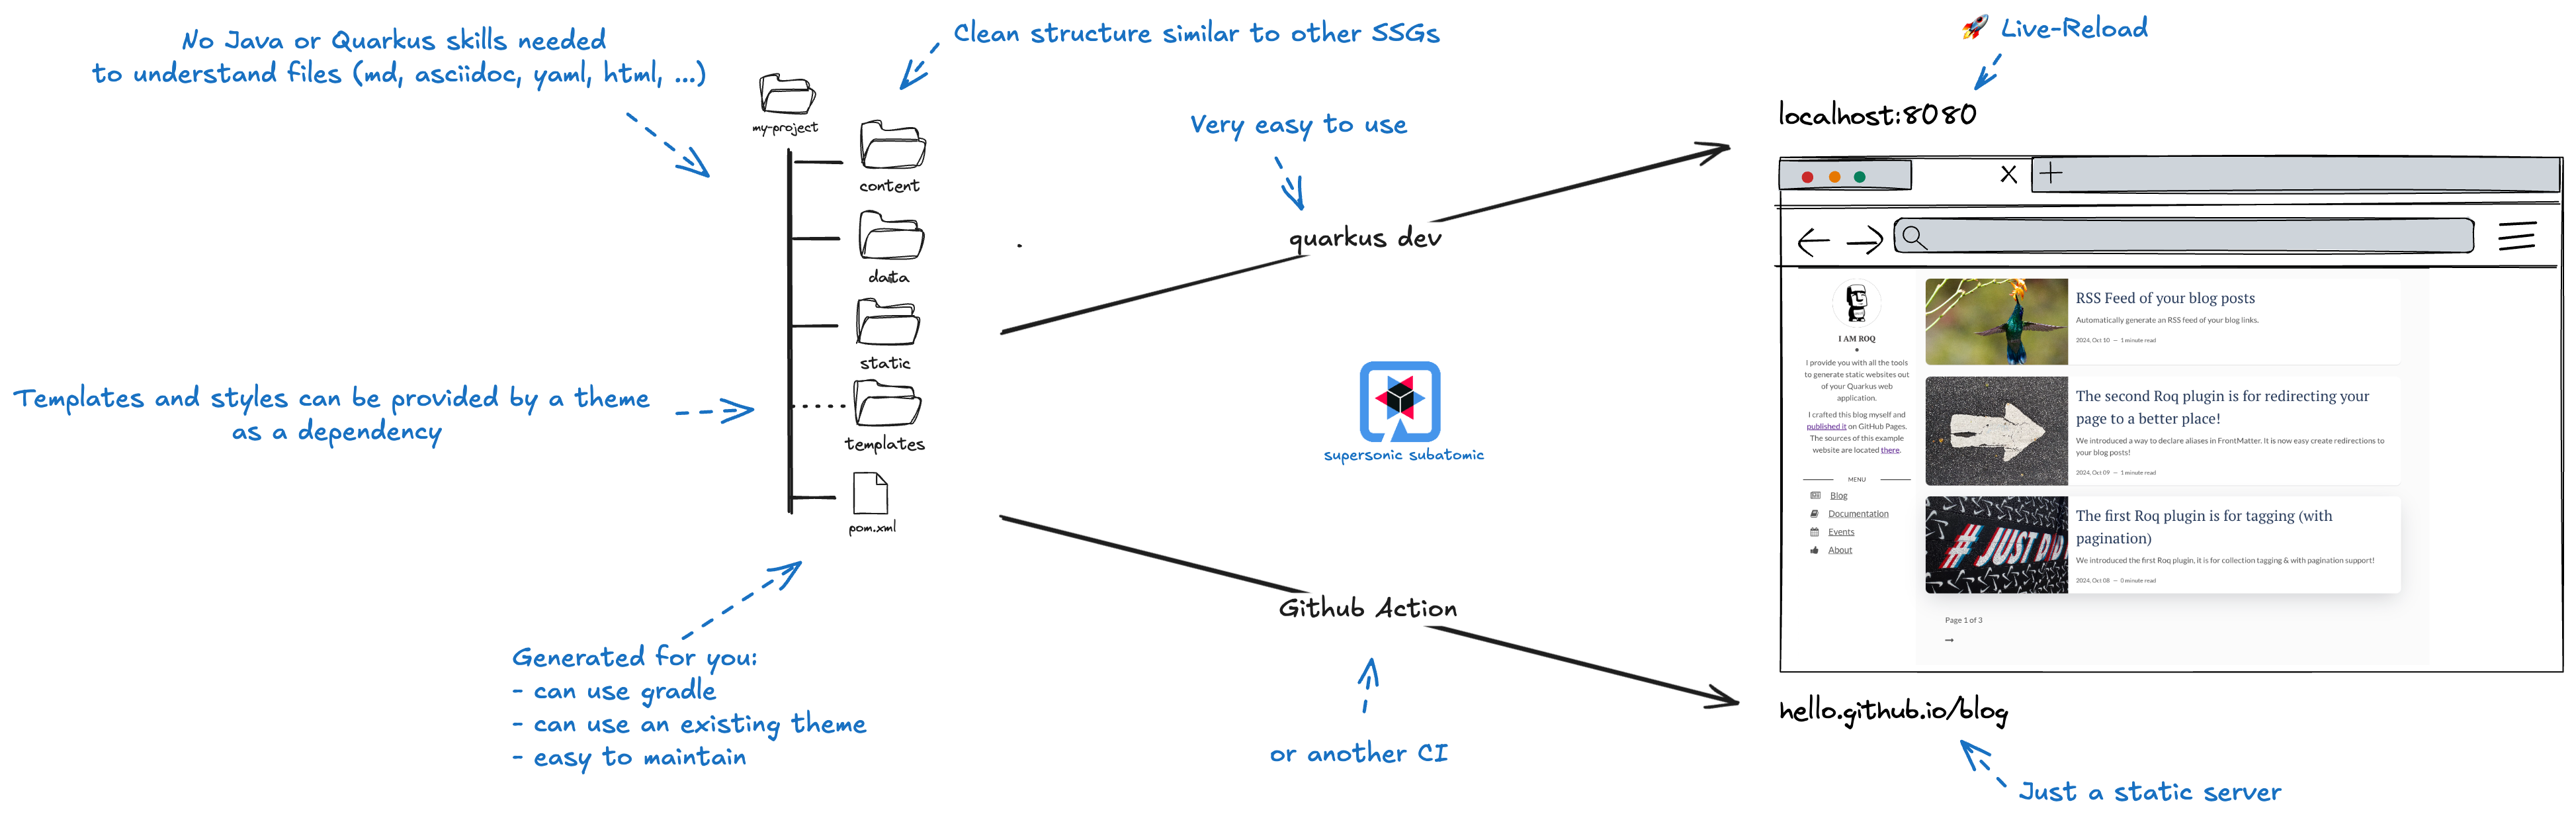 No Java or Quarkus skills needed
to understand files (md, asciidoc, yaml, html, ...)
Clean structure similar to other SSGs
my-project
content
data
static
templates
pom.xml
Templates and styles can be provided by a theme
as a dependency
Generated for you:
- can use gradle
- can use an existing theme
- easy to maintain
Very easy to use
quarkus dev
supersonic subatomic
Github Action
or another CI
🚀 Live-Reload
localhost:8080
I AM ROQ
I provide you with all the tools
to generate static websites out
of your Quarkus web
application.
I crafted this blog myself and
published it on GitHub Pages.
The sources of this example
website are located there.
MENU
Blog
Documentation
Events
About
RSS Feed of your blog posts
Automatically generate an RSS feed of your blog links.
2024, Oct 10 — 1 minute read
The second Roq plugin is for redirecting your
page to a better place!
We introduced a way to declare aliases in FrontMatter. It is now easy create redirections to
your blog posts!
2024, Oct 09 — 1 minute read
# JUST D
The first Roq plugin is for tagging (with
pagination)
We introduced the first Roq plugin, it is for collection tagging & with pagination support!
2024, Oct 08 — 0 minute read
Page 1 of 3
→
hello.github.io/blog
Just a static server